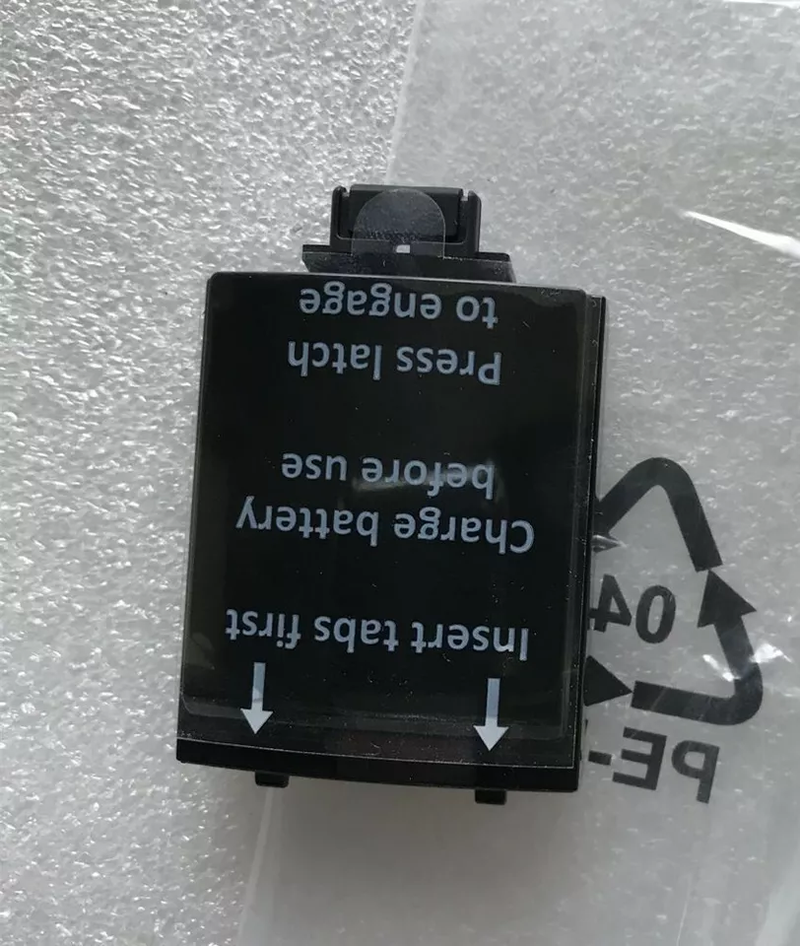 Insert tabs first
Charge battery
before use
Press latch
to engage
04
PE-